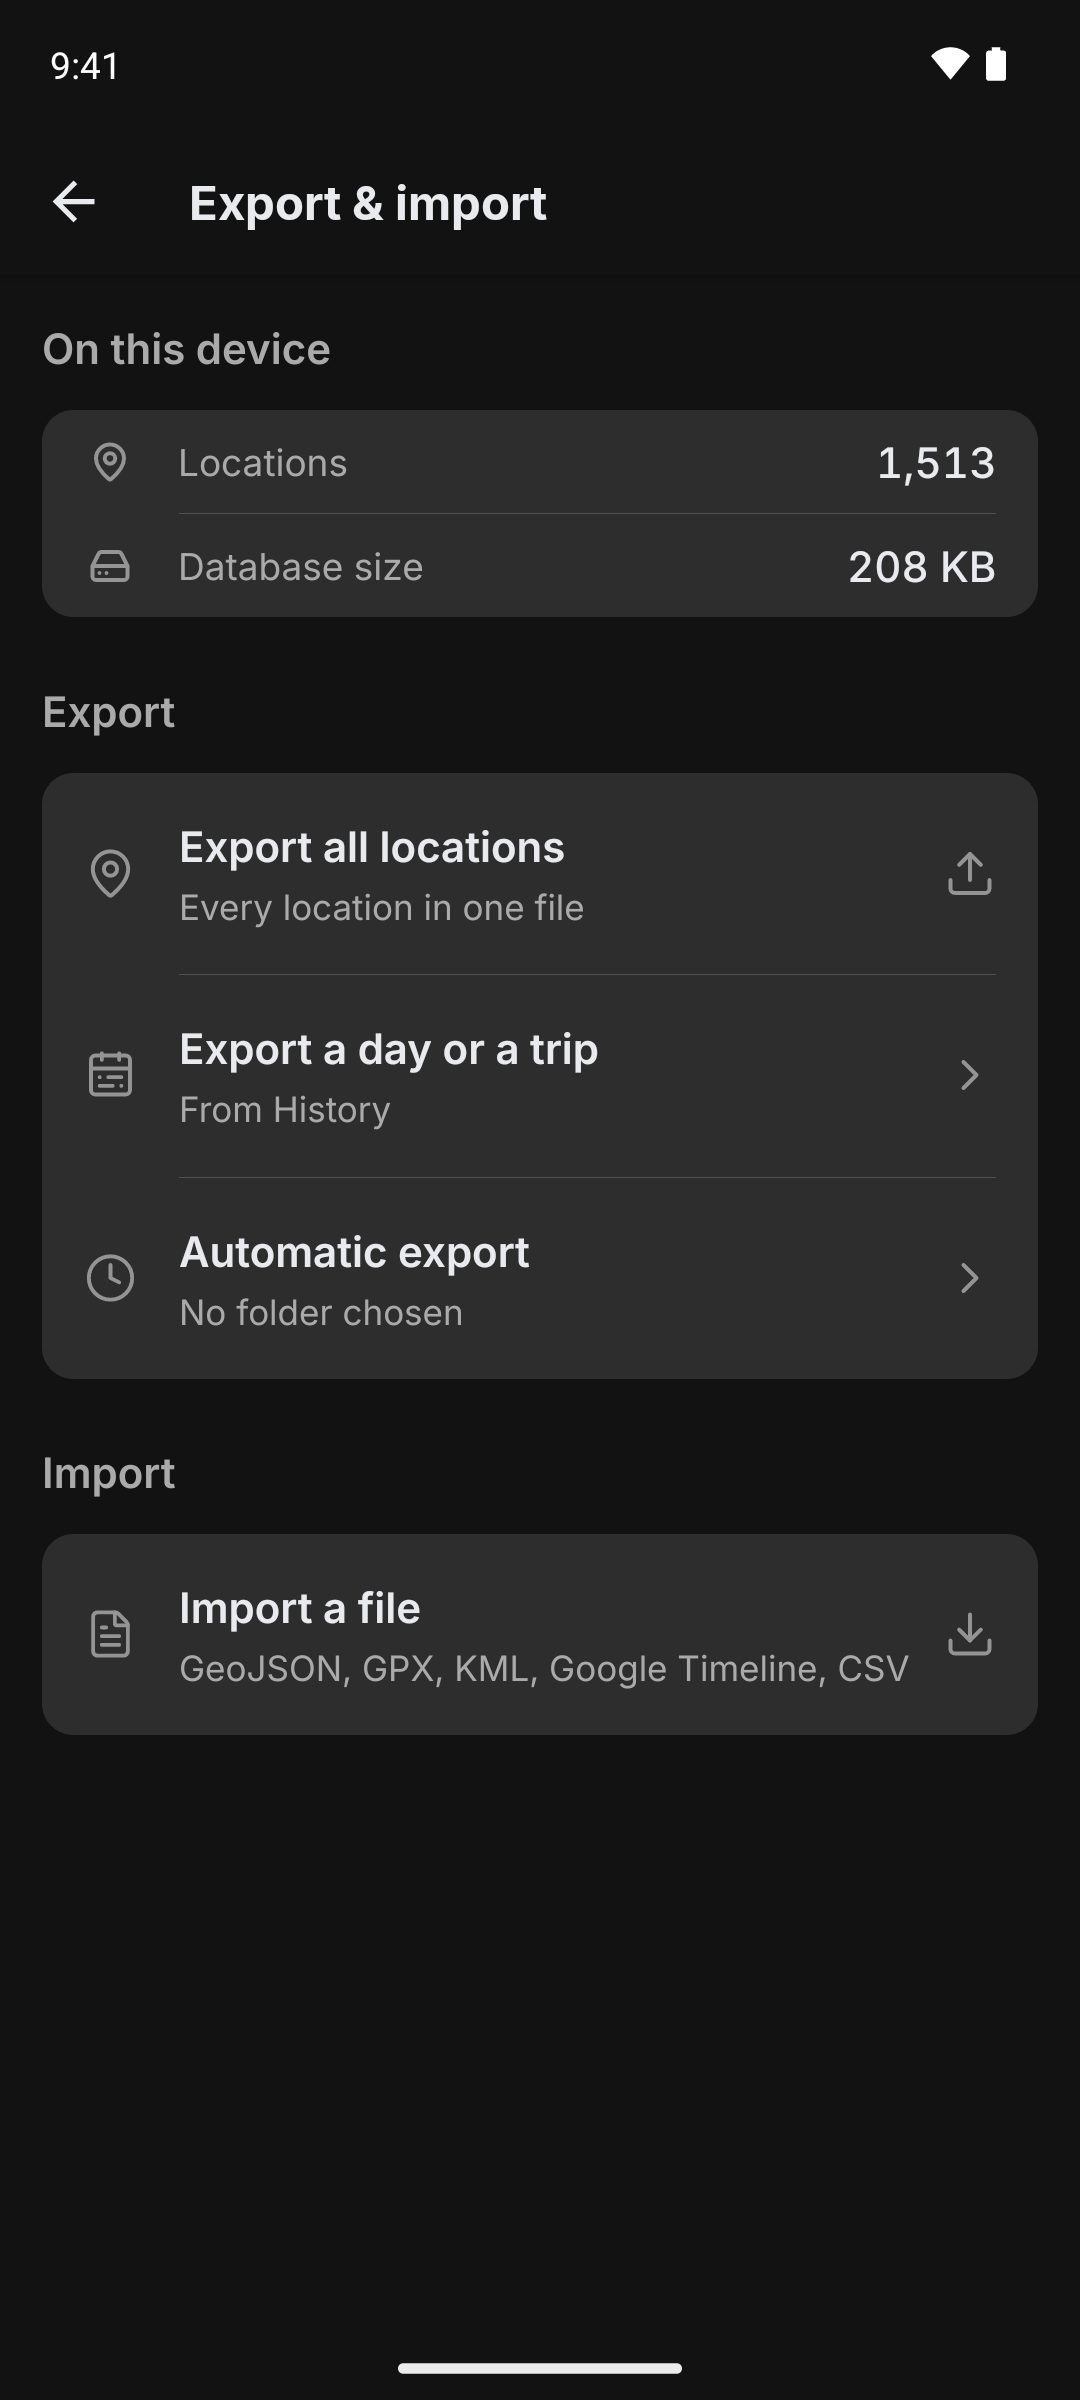 9:41
Export & import
On this device
Locations 1,513
Database size 208 KB
Export
Export all locations
Every location in one file
Export a day or a trip
From History
Automatic export
No folder chosen
Import
Import a file
GeoJSON, GPX, KML, Google Timeline, CSV